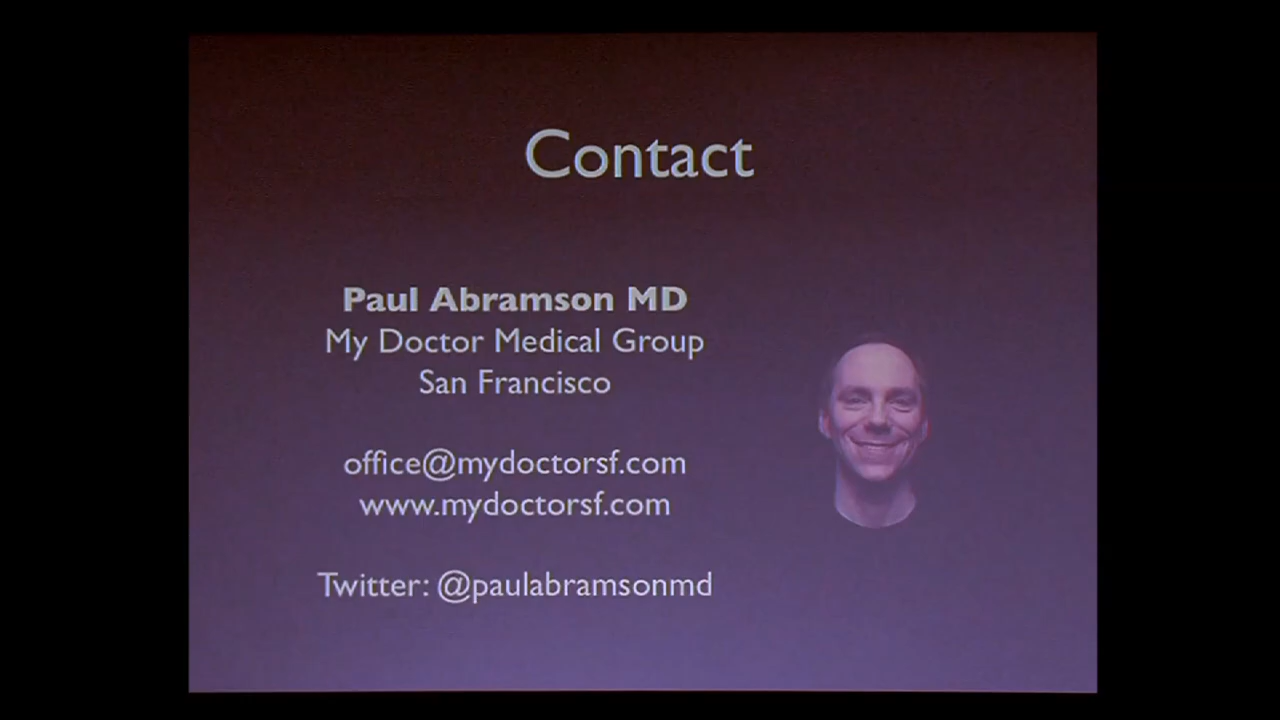 Contact
Paul Abramson MD
My Doctor Medical Group
San Francisco
office@mydoctorsf.com
www.mydoctorsf.com
Twitter: @paulabramsonmd